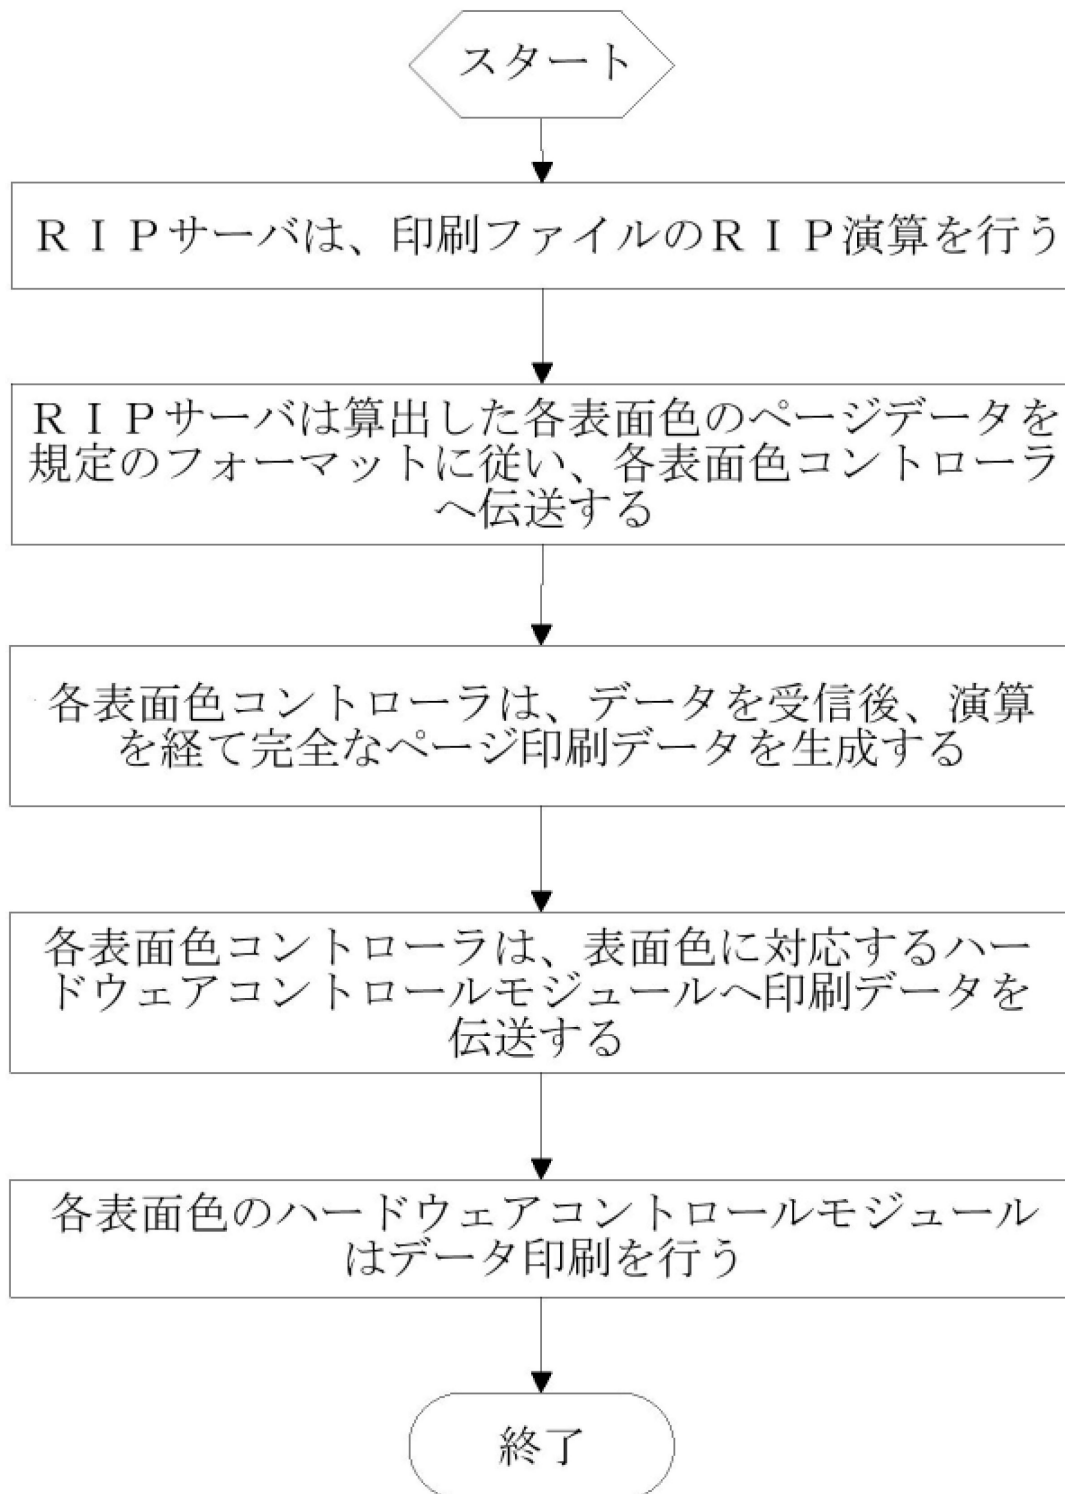 スタート
ＲＩＰサーバは、印刷ファイルのＲＩＰ演算を行う
ＲＩＰサーバは算出した各表面色のページデータを
規定のフォーマットに従い、各表面色コントローラ
へ伝送する
各表面色コントローラは、データを受信後、演算
を経て完全なページ印刷データを生成する
各表面色コントローラは、表面色に対応するハー
ドウェアコントロールモジュールへ印刷データを
伝送する
各表面色のハードウェアコントロールモジュール
はデータ印刷を行う
終了